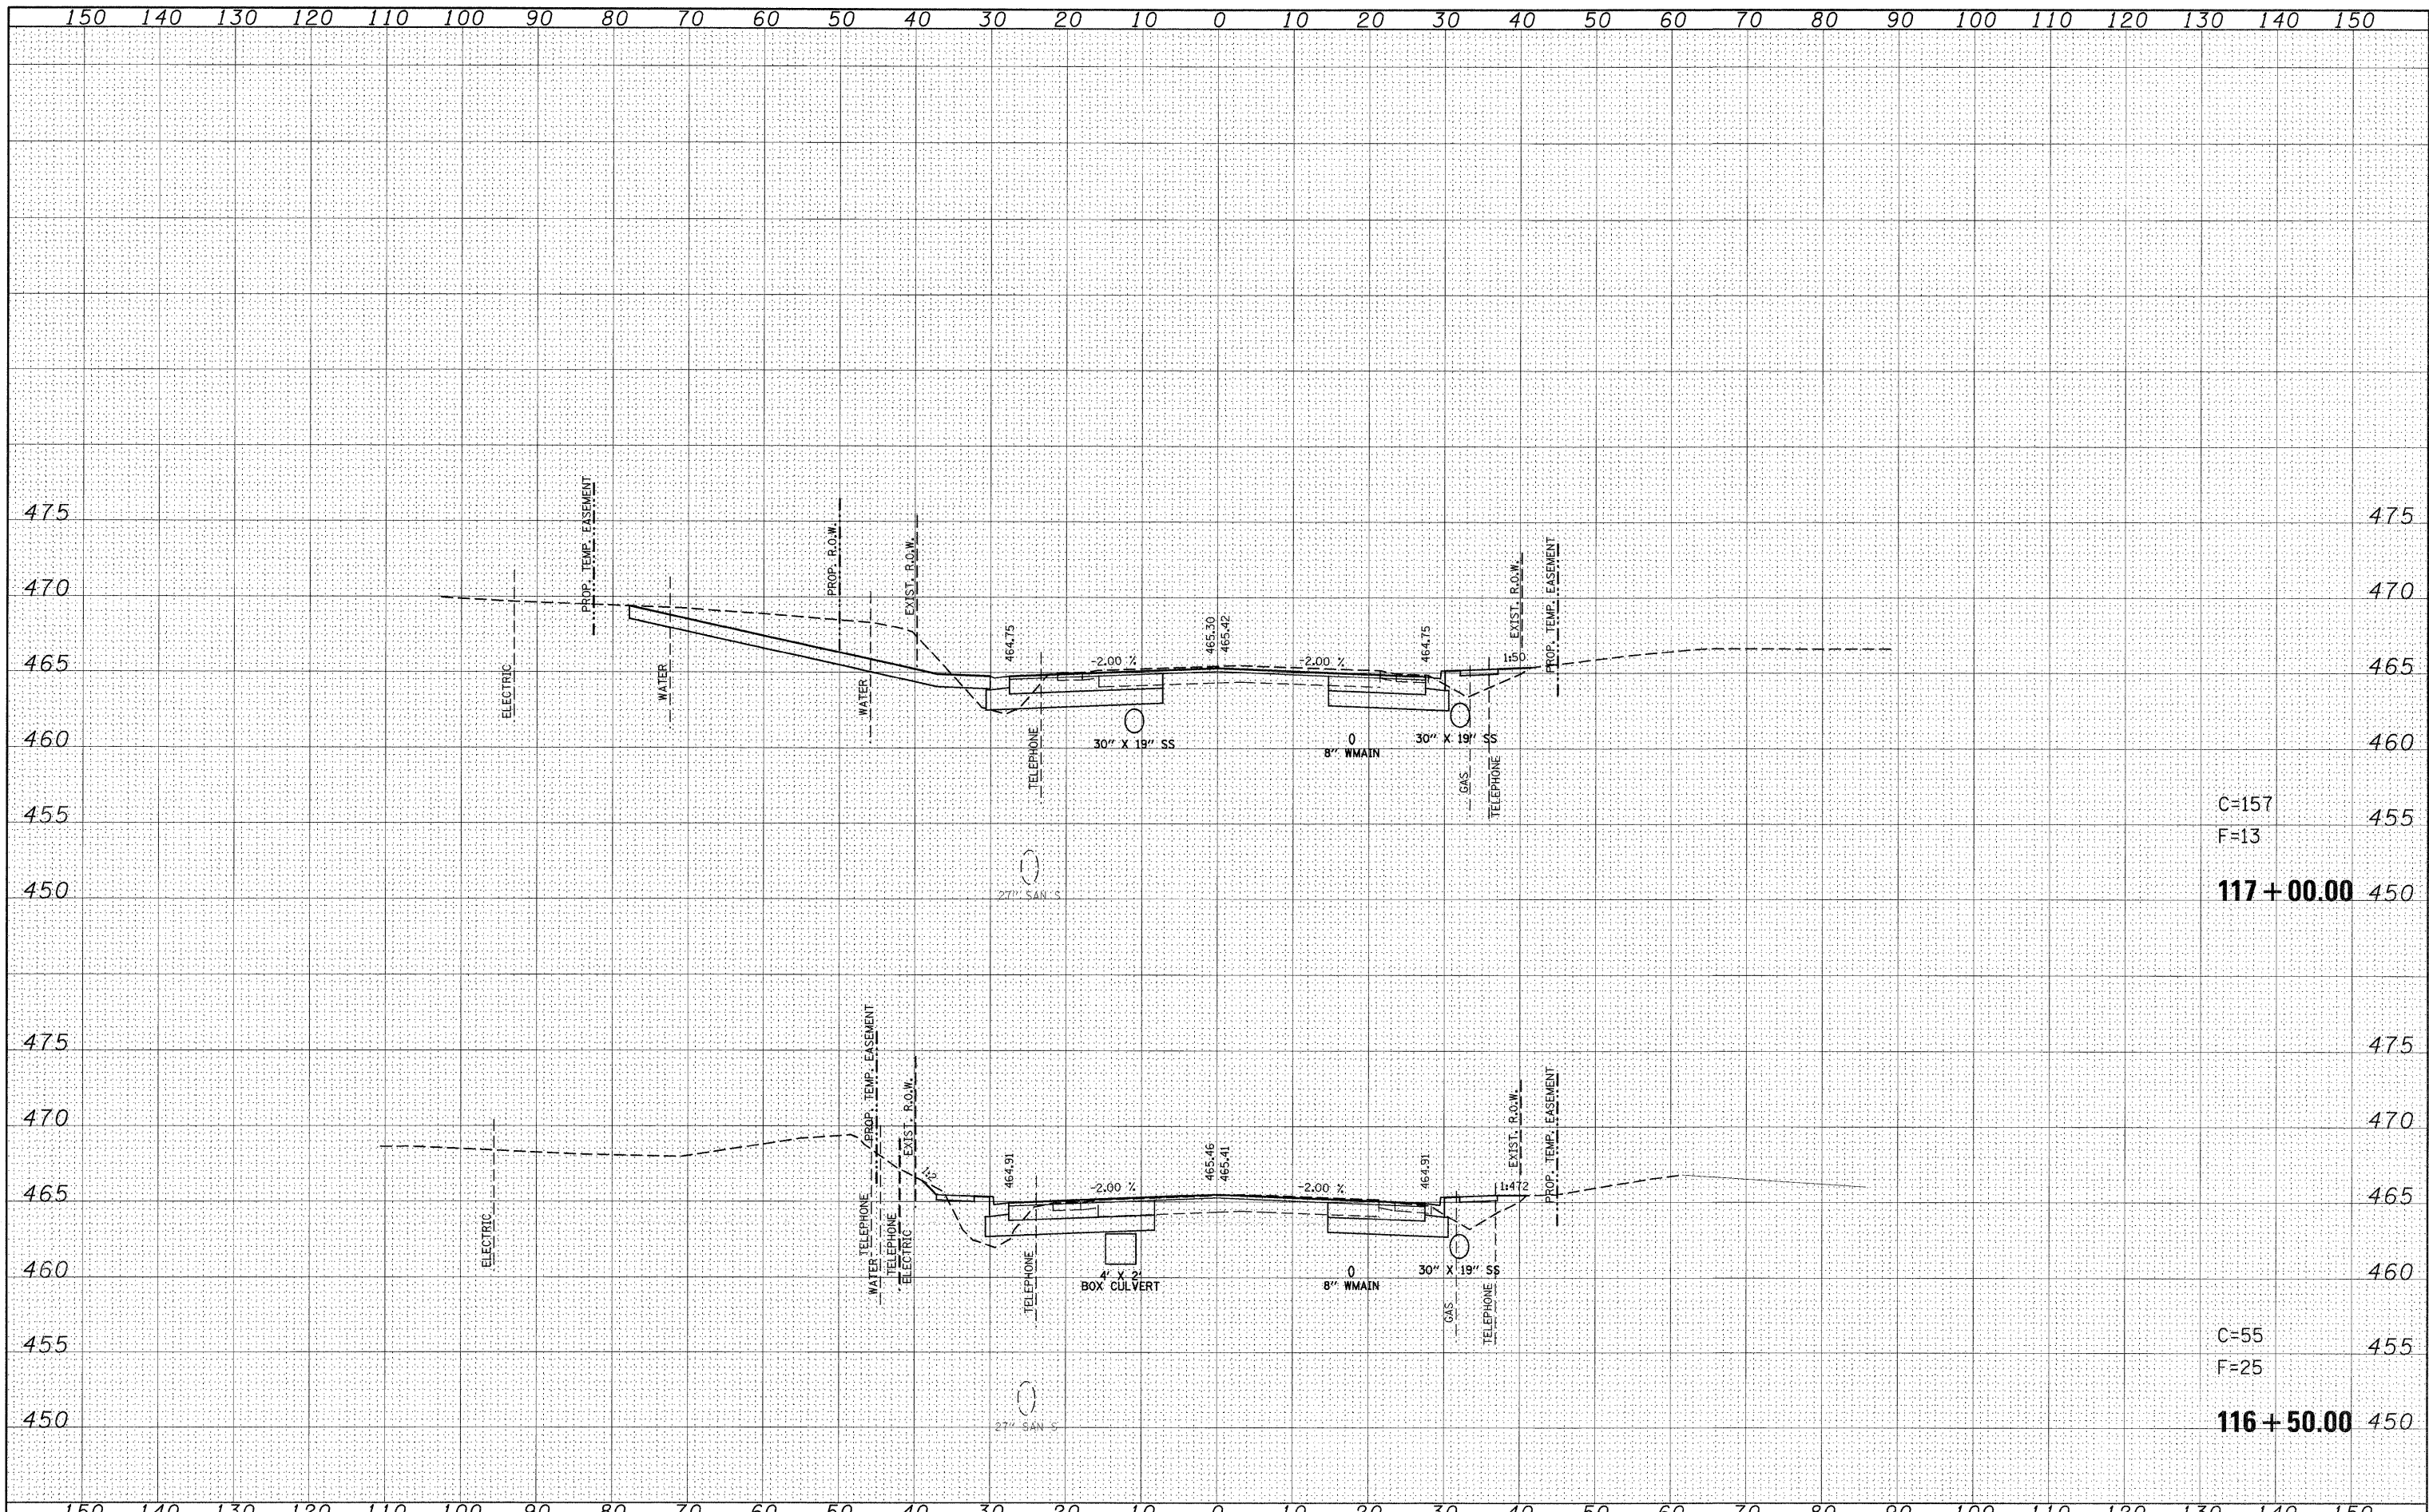 150 140 130 120 110 100 90 80 70 60 50 40 30 20 10 0 10 20 30 40 50 60 70 80 90 100 110 120 130 140 150
475 475
470 470
465 465
460 460
455 455
450 450
PROP. TEMP. EASEMENT
PROP. R.O.W.
EXIST. R.O.W.
EXIST. R.O.W.
PROP. TEMP. EASEMENT
ELECTRIC
WATER
WATER
464.75
-2.00 %
465.30
465.42
-2.00 %
464.75
1:50
TELEPHONE
30" X 19" SS
8" WMAIN
30" X 19" SS
GAS
TELEPHONE
27" SAN S
C=157
F=13
117+00.00
475 475
470 470
465 465
460 460
455 455
450 450
PROP. TEMP. EASEMENT
EXIST. R.O.W.
EXIST. R.O.W.
PROP. TEMP. EASEMENT
ELECTRIC
TELEPHONE
WATER
TELEPHONE
ELECTRIC
1:2
464.91
-2.00 %
465.46
465.41
-2.00 %
464.91
1:472
TELEPHONE
4' X 2'
BOX CULVERT
8" WMAIN
30" X 19" SS
GAS
TELEPHONE
27" SAN S
C=55
F=25
116+50.00
150 140 130 120 110 100 90 80 70 60 50 40 30 20 10 0 10 20 30 40 50 60 70 80 90 100 110 120 130 140 150